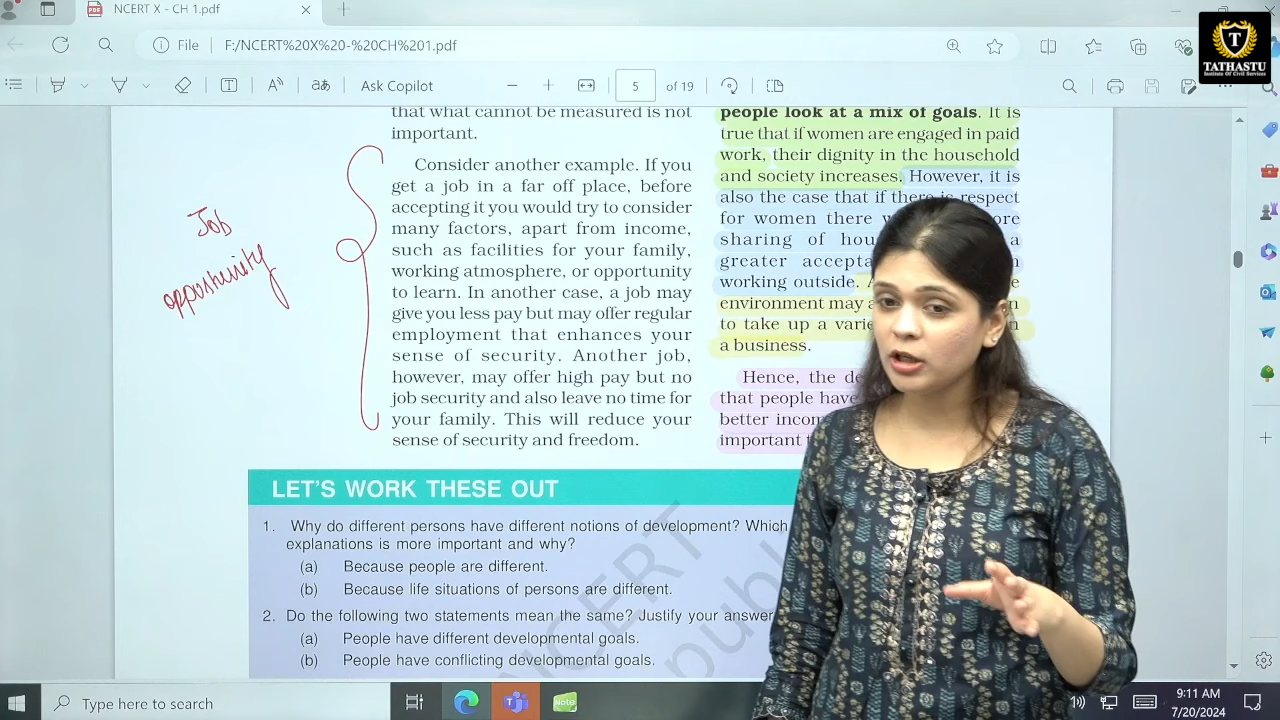 NCERT X - CH 1.pdf
File
F:/NCERT%20X%20-%20CH%201.pdf
Ask Copilot
5
of 19
T
TATHASTU
Institute Of Civil Services
Job
opportunity
that what cannot be measured is not
important.
Consider another example. If you
get a job in a far off place, before
accepting it you would try to consider
many factors, apart from income,
such as facilities for your family,
working atmosphere, or opportunity
to learn. In another case, a job may
give you less pay but may offer regular
employment that enhances your
sense of security. Another job,
however, may offer high pay but no
job security and also leave no time for
your family. This will reduce your
sense of security and freedom.
people look at a mix of goals. It is
true that if women are engaged in paid
work, their dignity in the household
and society increases. However, it is
also the case that if there is respect
for women there
sharing of a
greater
working outside.
environment may
to take up a
a business.
Hence, the
that people have
better
important
LET'S WORK THESE OUT
1. Why do different persons have different notions of development? Which
explanations is more important and why?
(a) Because people are different.
(b) Because life situations of persons are different.
2. Do the following two statements mean the same? Justify your answer
(a) People have different developmental goals.
(b) People have conflicting developmental goals.
NCERT
Type here to search
Note
9:11 AM
7/20/2024